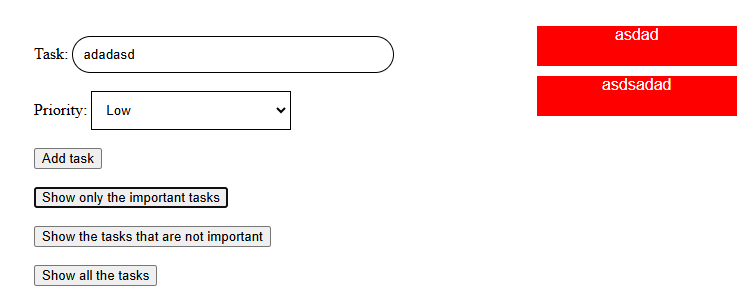 Task: adadasd
Priority: Low
Add task
Show only the important tasks
Show the tasks that are not important
Show all the tasks
asdad
asdsadad